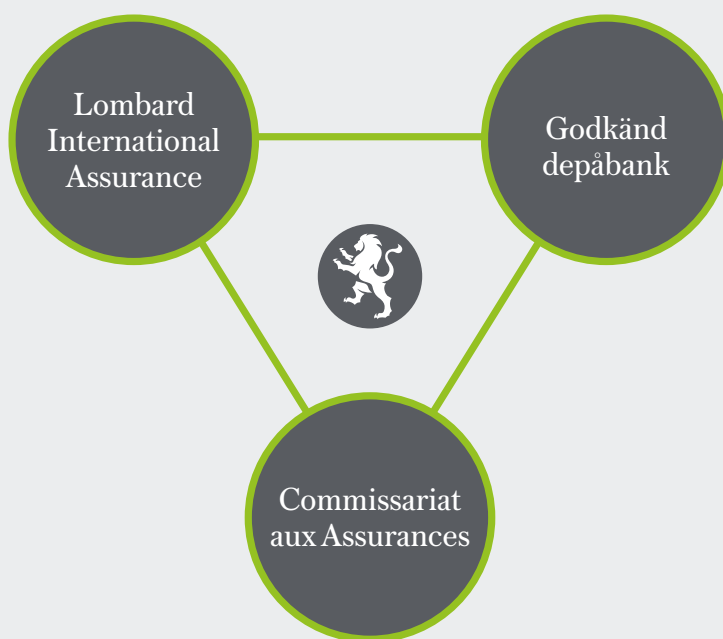 Lombard
International
Assurance
Godkänd
depåbank
Commissariat
aux Assurances